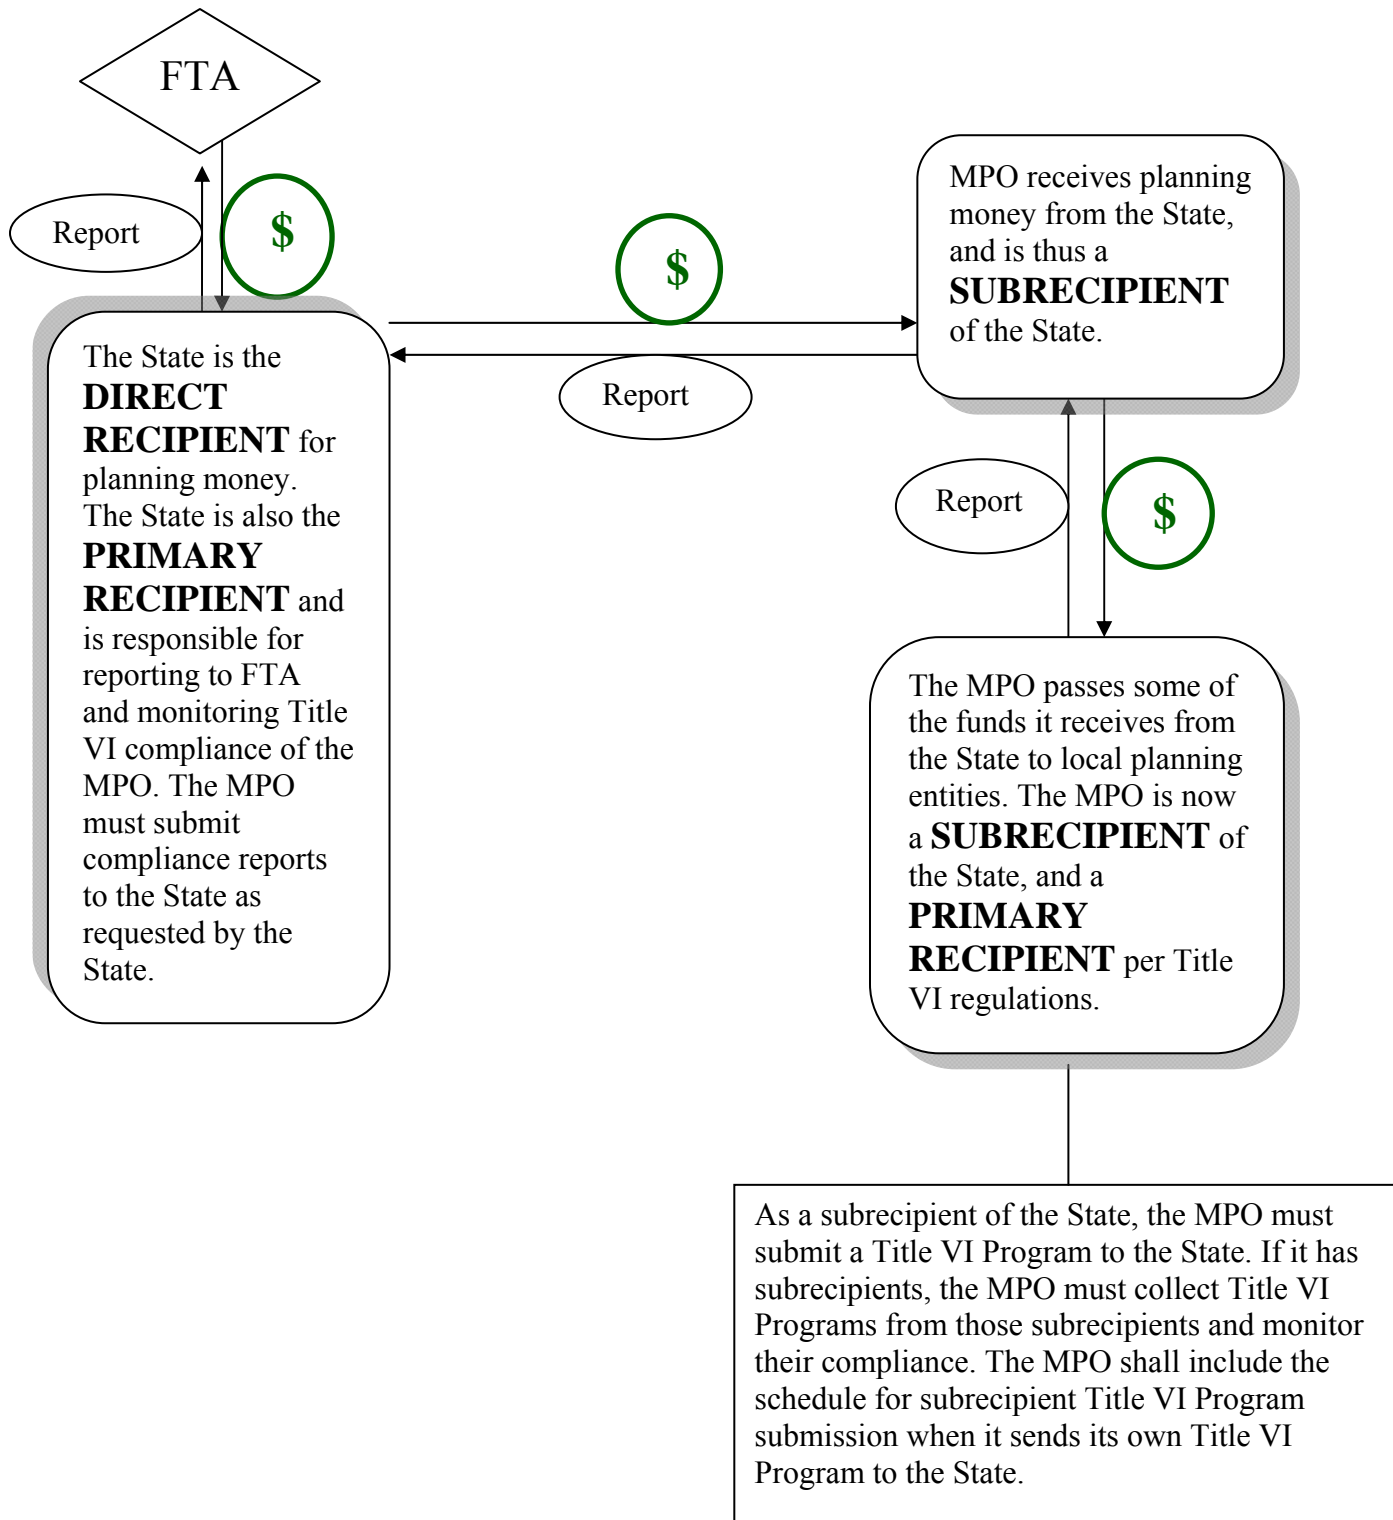 FTA
Report
$
The State is the
DIRECT
RECIPIENT for
planning money.
The State is also the
PRIMARY
RECIPIENT and
is responsible for
reporting to FTA
and monitoring Title
VI compliance of the
MPO. The MPO
must submit
compliance reports
to the State as
requested by the
State.
$
Report
MPO receives planning
money from the State,
and is thus a
SUBRECIPIENT
of the State.
Report
$
The MPO passes some of
the funds it receives from
the State to local planning
entities. The MPO is now
a SUBRECIPIENT of
the State, and a
PRIMARY
RECIPIENT per Title
VI regulations.
As a subrecipient of the State, the MPO must
submit a Title VI Program to the State. If it has
subrecipients, the MPO must collect Title VI
Programs from those subrecipients and monitor
their compliance. The MPO shall include the
schedule for subrecipient Title VI Program
submission when it sends its own Title VI
Program to the State.